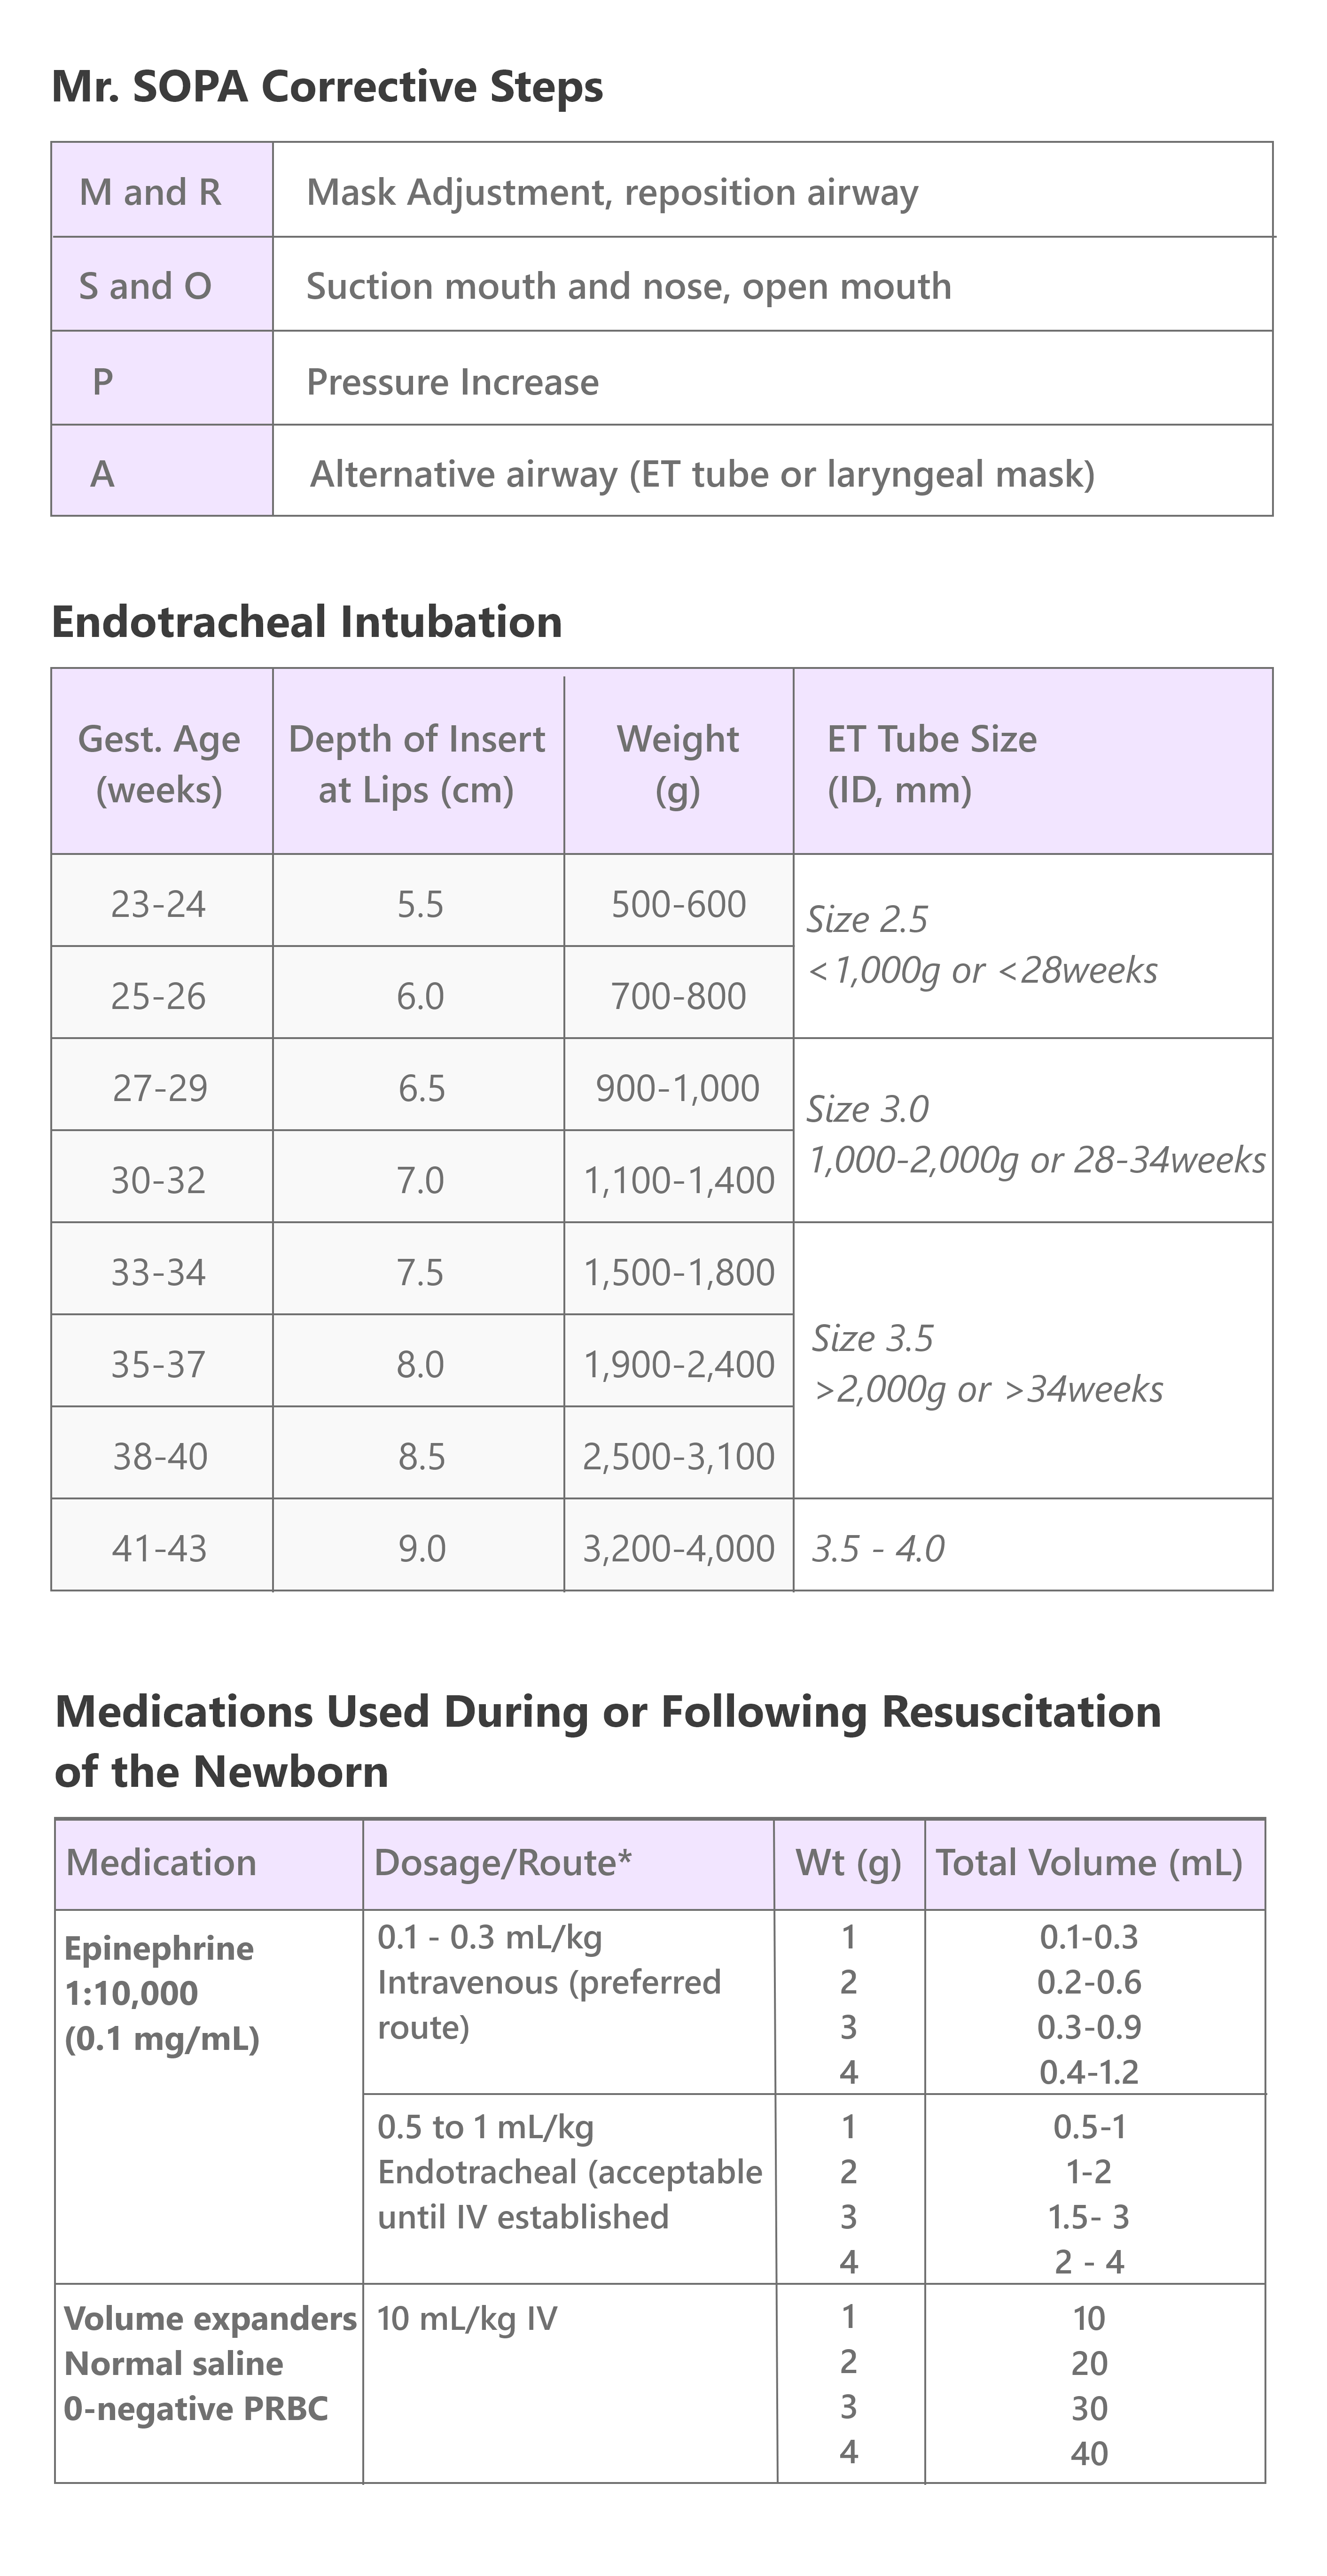 Mr. SOPA Corrective Steps
M and R Mask Adjustment, reposition airway
S and O Suction mouth and nose, open mouth
P Pressure Increase
A Alternative airway (ET tube or laryngeal mask)
Endotracheal Intubation
Gest. Age (weeks) Depth of Insert at Lips (cm) Weight (g) ET Tube Size (ID, mm)
23-24 5.5 500-600
Size 2.5
<1,000g or <28weeks
25-26 6.0 700-800
27-29 6.5 900-1,000
Size 3.0
1,000-2,000g or 28-34weeks
30-32 7.0 1,100-1,400
33-34 7.5 1,500-1,800
Size 3.5
>2,000g or >34weeks
35-37 8.0 1,900-2,400
38-40 8.5 2,500-3,100
41-43 9.0 3,200-4,000 3.5 - 4.0
Medications Used During or Following Resuscitation
of the Newborn
Medication Dosage/Route* Wt (g) Total Volume (mL)
Epinephrine
1:10,000
(0.1 mg/mL)
0.1 - 0.3 mL/kg
Intravenous (preferred
route)
1 0.1-0.3
2 0.2-0.6
3 0.3-0.9
4 0.4-1.2
0.5 to 1 mL/kg
Endotracheal (acceptable
until IV established
1 0.5-1
2 1-2
3 1.5- 3
4 2 - 4
Volume expanders
Normal saline
0-negative PRBC
10 mL/kg IV
1 10
2 20
3 30
4 40